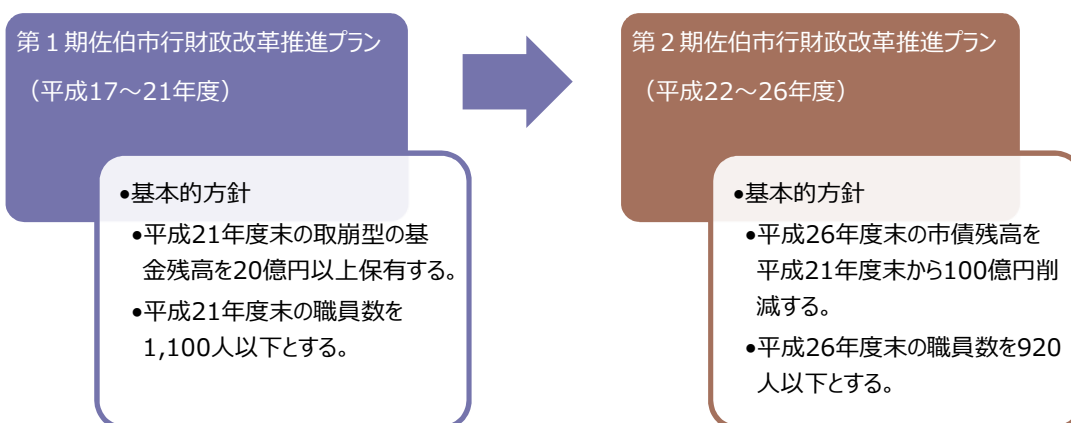 第１期佐伯市行財政改革推進プラン
（平成17～21年度）
•基本的方針
•平成21年度末の取崩型の基
金残高を20億円以上保有する。
•平成21年度末の職員数を
1,100人以下とする。
第２期佐伯市行財政改革推進プラン
（平成22～26年度）
•基本的方針
•平成26年度末の市債残高を
平成21年度末から100億円削
減する。
•平成26年度末の職員数を920
人以下とする。